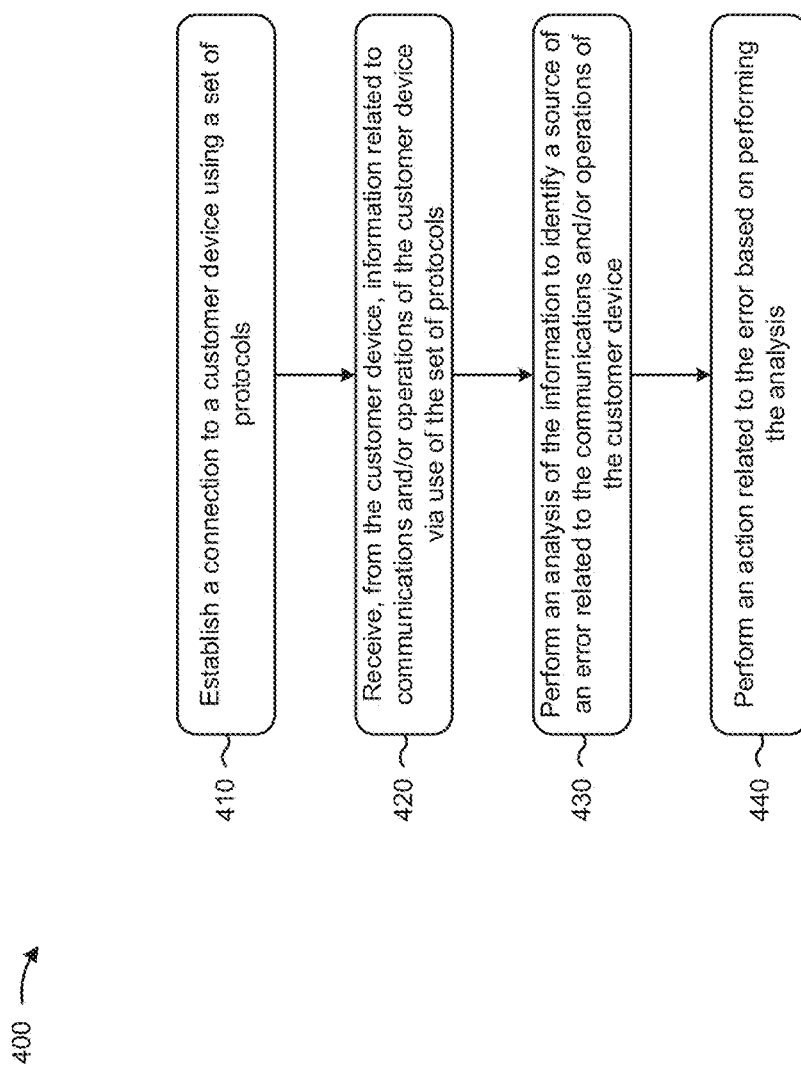 400
410
Establish a connection to a customer device using a set of
protocols
420
Receive, from the customer device, information related to
communications and/or operations of the customer device
via use of the set of protocols
430
Perform an analysis of the information to identify a source of
an error related to the communications and/or operations of
the customer device
440
Perform an action related to the error based on performing
the analysis